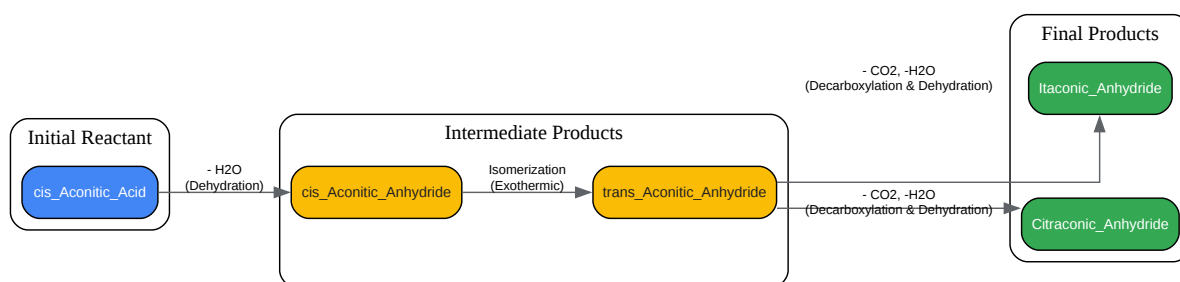 Initial Reactant
cis_Aconitic_Acid
- H2O
(Dehydration)
Intermediate Products
cis_Aconitic_Anhydride
Isomerization
(Exothermic)
trans_Aconitic_Anhydride
- CO2, -H2O
(Decarboxylation & Dehydration)
- CO2, -H2O
(Decarboxylation & Dehydration)
Final Products
Itaconic_Anhydride
Citraconic_Anhydride